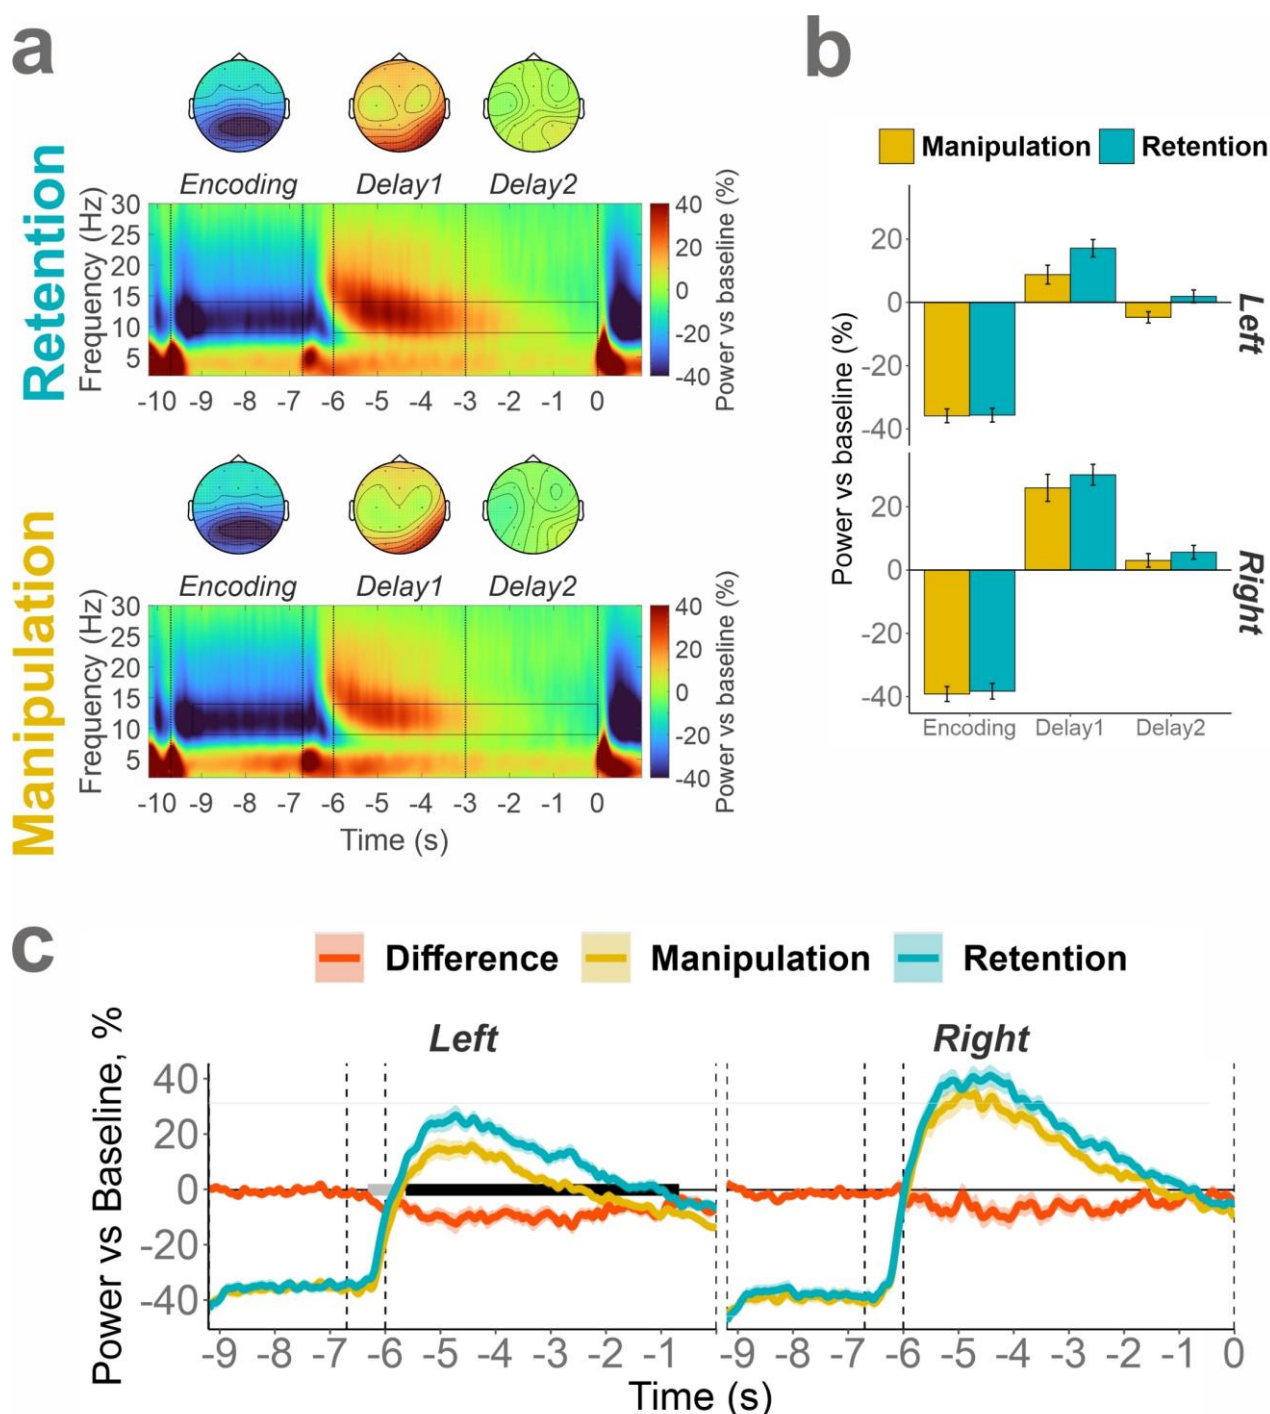 a
Retention
Encoding Delay1 Delay2
Frequency (Hz)
30
25
20
15
10
5
-10 -9 -8 -7 -6 -5 -4 -3 -2 -1 0
40
20
0
-20
-40
Power vs baseline (%)
Manipulation
Encoding Delay1 Delay2
Frequency (Hz)
30
25
20
15
10
5
-10 -9 -8 -7 -6 -5 -4 -3 -2 -1 0
Time (s)
40
20
0
-20
-40
Power vs baseline (%)
b
Manipulation Retention
Power vs baseline (%)
20
0
-20
-40
Left
20
0
-20
-40
Right
Encoding Delay1 Delay2
c
Difference Manipulation Retention
Left Right
Power vs Baseline, %
40
20
0
-20
-40
-9 -8 -7 -6 -5 -4 -3 -2 -1 -9 -8 -7 -6 -5 -4 -3 -2 -1 0
Time (s)